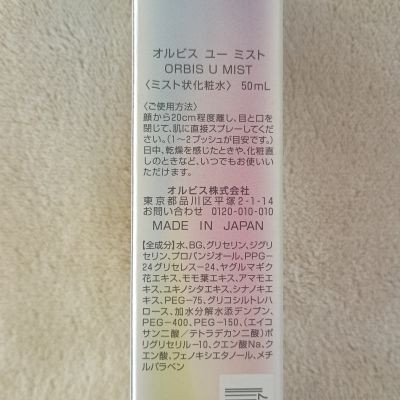 オルビス ユー ミスト
ORBIS U MIST
〈ミスト状化粧水〉 50mL
〈ご使用方法〉
顔から20cm程度離し、目と口を
閉じて、肌に直接スプレーしてくだ
さい。（1～2プッシュが目安です。）
日中、乾燥を感じたときや、化粧直
しのときなど、いつでもお使いい
ただけます。
オルビス株式会社
東京都品川区平塚2-1-14
お問い合わせ 0120-010-010
MADE IN JAPAN
【全成分】水、BG、グリセリン、ジグリ
セリン、プロパンジオール、PPG-
24グリセレス-24、ヤグルマギク
花エキス、モモ葉エキス、アマモエ
キス、ユキノシタエキス、シナノキエ
キス、PEG-75、グリコシルトレハ
ロース、加水分解水添デンプン、
PEG-400、PEG-150、（エイコ
サン二酸／テトラデカン二酸）ポ
リグリセリル-10、クエン酸Na、ク
エン酸、フェノキシエタノール、メチ
ルパラベン